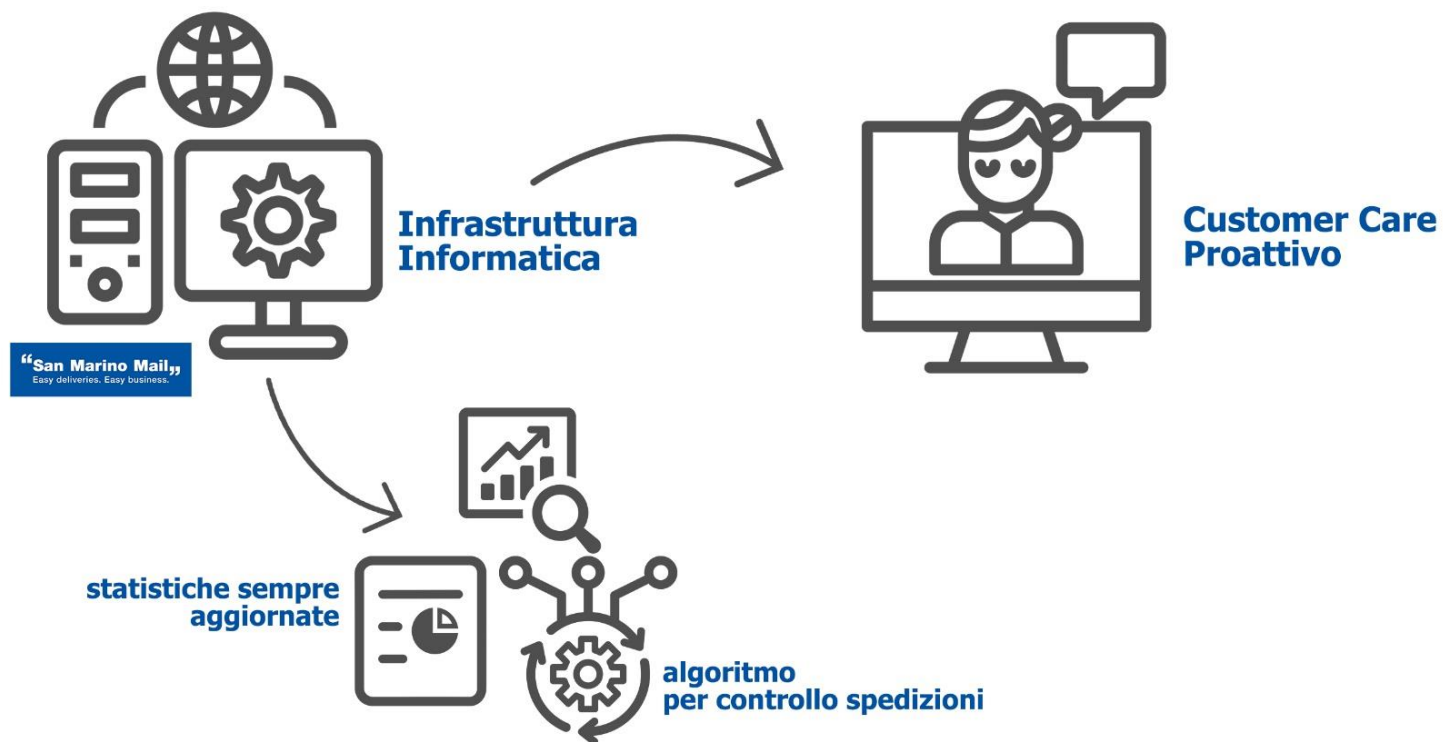 Infrastruttura
Informatica
Customer Care
Proattivo
“San Marino Mail„
Easy deliveries. Easy business.
statistiche sempre
aggiornate
algoritmo
per controllo spedizioni